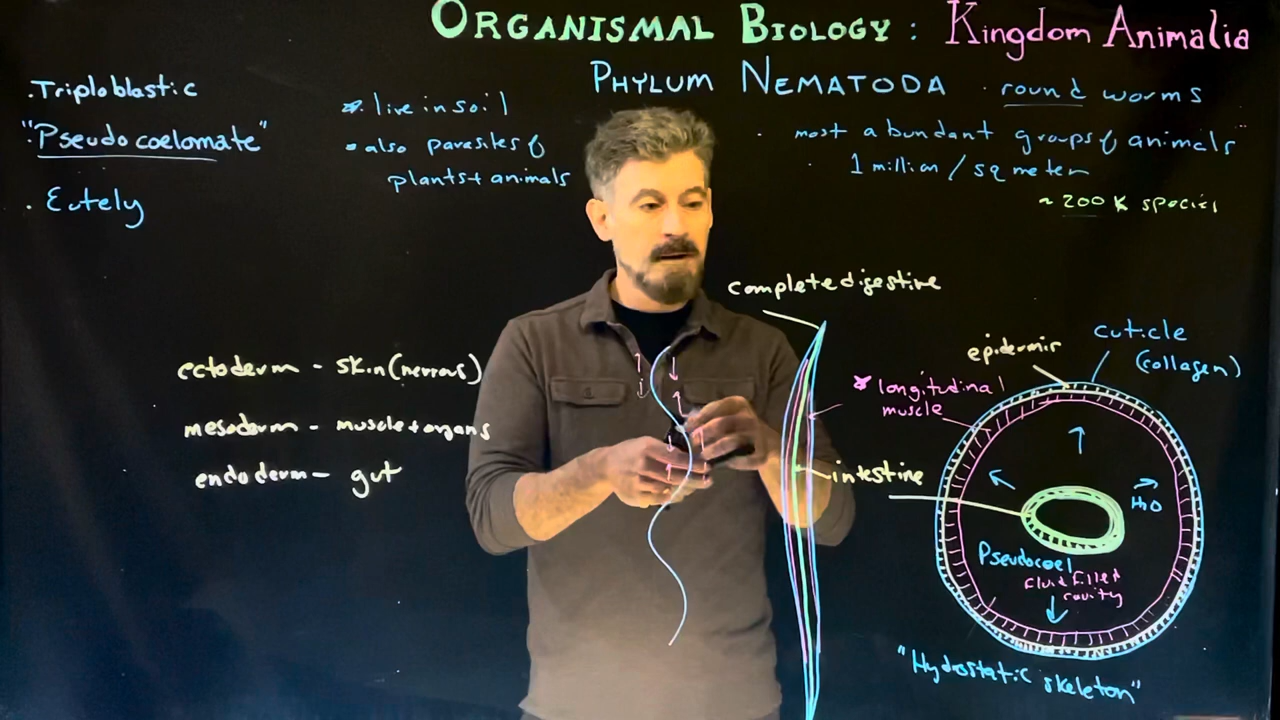 ORGANISMAL BIOLOGY: Kingdom Animalia
PHYLUM NEMATODA . round worms
. most abundant groups of animals"
. 1 million / sq meter
~ 200 K species
. Triploblastic
"Pseudocoelomate"
. Eutely
* live in soil
• also parasites of
plants + animals
ectoderm - skin (nervous)
mesoderm - muscle + organs
endoderm - gut
complete digestive
* longitudinal
muscle
intestine
epidermis
cuticle
(collagen)
H2O
Pseudocoel
fluid filled
cavity
"Hydrostatic skeleton"